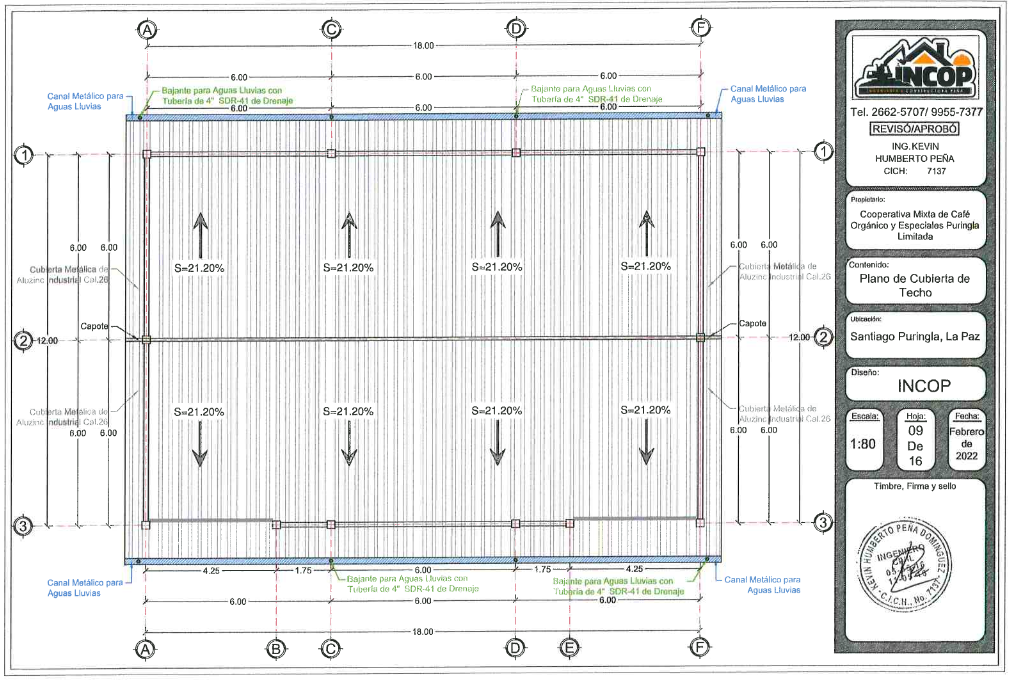 A
C
D
F
18.00
6.00
6.00
6.00
Canal Metálico para
Aguas Lluvias
Bajante para Aguas Lluvias con
Tubería de 4" SDR-41 de Drenaje
6.00
6.00
Bajante para Aguas Lluvias con
Tubería de 4" SDR-41 de Drenaje
6.00
Canal Metálico para
Aguas Lluvias
1
1
6.00
6.00
6.00
6.00
S=21.20%
S=21.20%
S=21.20%
S=21.20%
Cubierta Metálica de
Aluzinc Industrial Cal.26
Cubierta Metálica de
Aluzinc Industrial Cal.26
Capote
Capote
2
12.00
12.00
2
S=21.20%
S=21.20%
S=21.20%
S=21.20%
Cubierta Metálica de
Aluzinc Industrial Cal.26
Cubierta Metálica de
Aluzinc Industrial Cal.26
6.00
6.00
6.00
6.00
3
3
4.25
1.75
6.00
1.75
4.25
Canal Metálico para
Aguas Lluvias
Bajante para Aguas Lluvias con
Tubería de 4" SDR-41 de Drenaje
Bajante para Aguas Lluvias con
Tubería de 4" SDR-41 de Drenaje
Canal Metálico para
Aguas Lluvias
6.00
6.00
6.00
18.00
A
B
C
D
E
F
INCOP
Tel. 2662-5707/ 9955-7377
REVISÓ/APROBÓ
ING. KEVIN
HUMBERTO PEÑA
CICH: 7137
Propietario:
Cooperativa Mixta de Café
Orgánico y Especiales Puringla
Limitada
Contenido:
Plano de Cubierta de
Techo
Ubicación:
Santiago Puringla, La Paz
Diseño:
INCOP
Escala:
1:80
Hoja:
09
De
16
Fecha:
Febrero
de
2022
Timbre, Firma y sello
KEVIN HUMBERTO PEÑA DOMINGUEZ
INGENIERO
C.I.C.H., No. 7137